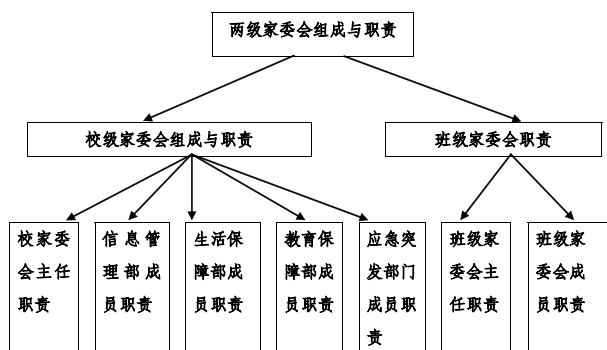 两级家委会组成与职责
校级家委会组成与职责
班级家委会职责
校家委
会主任
职责
信息管
理部成
员职责
生活保
障部成
员职责
教育保
障部成
员职责
应急突
发部门
成员职
责
班级家
委会主
任职责
班级家
委会成
员职责